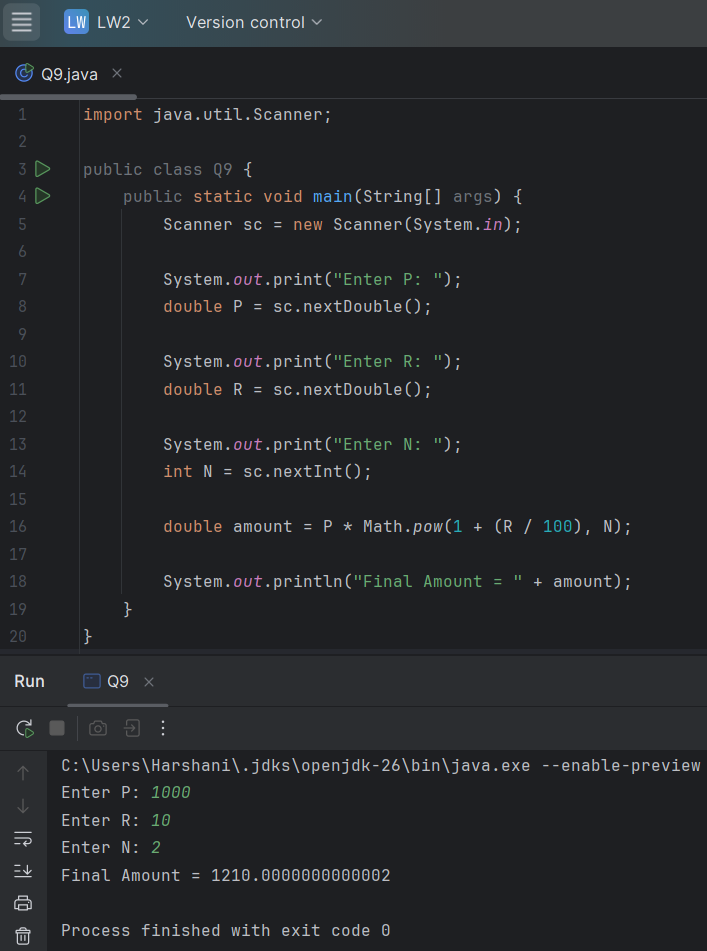 LW LW2 Version control
Q9.java
1 import java.util.Scanner;
2
3 public class Q9 {
4     public static void main(String[] args) {
5         Scanner sc = new Scanner(System.in);
6
7         System.out.print("Enter P: ");
8         double P = sc.nextDouble();
9
10         System.out.print("Enter R: ");
11         double R = sc.nextDouble();
12
13         System.out.print("Enter N: ");
14         int N = sc.nextInt();
15
16         double amount = P * Math.pow(1 + (R / 100), N);
17
18         System.out.println("Final Amount = " + amount);
19     }
20 }
Run Q9
C:\Users\Harshani\.jdks\openjdk-26\bin\java.exe --enable-preview
Enter P: 1000
Enter R: 10
Enter N: 2
Final Amount = 1210.0000000000002

Process finished with exit code 0